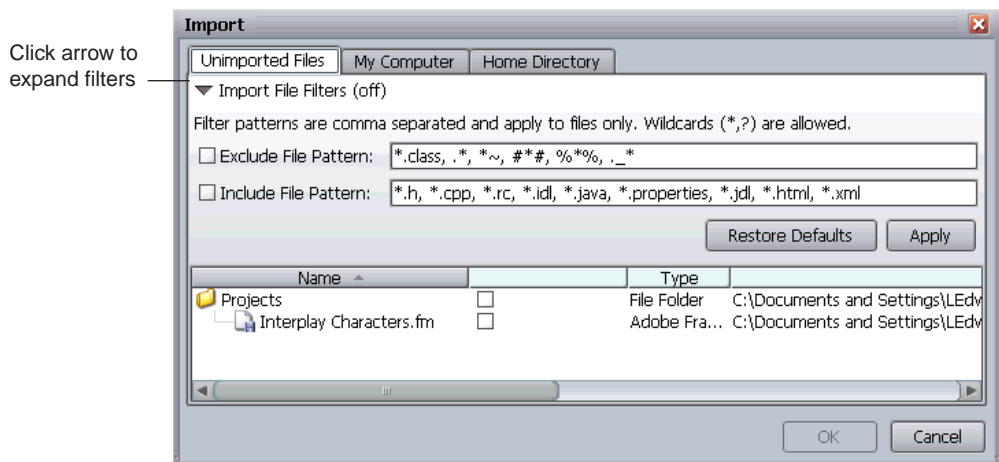 Import
Click arrow to
expand filters
Unimported Files My Computer Home Directory
Import File Filters (off)
Filter patterns are comma separated and apply to files only. Wildcards (*,?) are allowed.
Exclude File Pattern: *.class, .*, *~, #*#, %*%, ._*
Include File Pattern: *.h, *.cpp, *.rc, *.idl, *.java, *.properties, *.jdl, *.html, *.xml
Restore Defaults Apply
Name Type
Projects File Folder C:\Documents and Settings\LEdw
Interplay Characters.fm Adobe Fra... C:\Documents and Settings\LEdw
OK Cancel